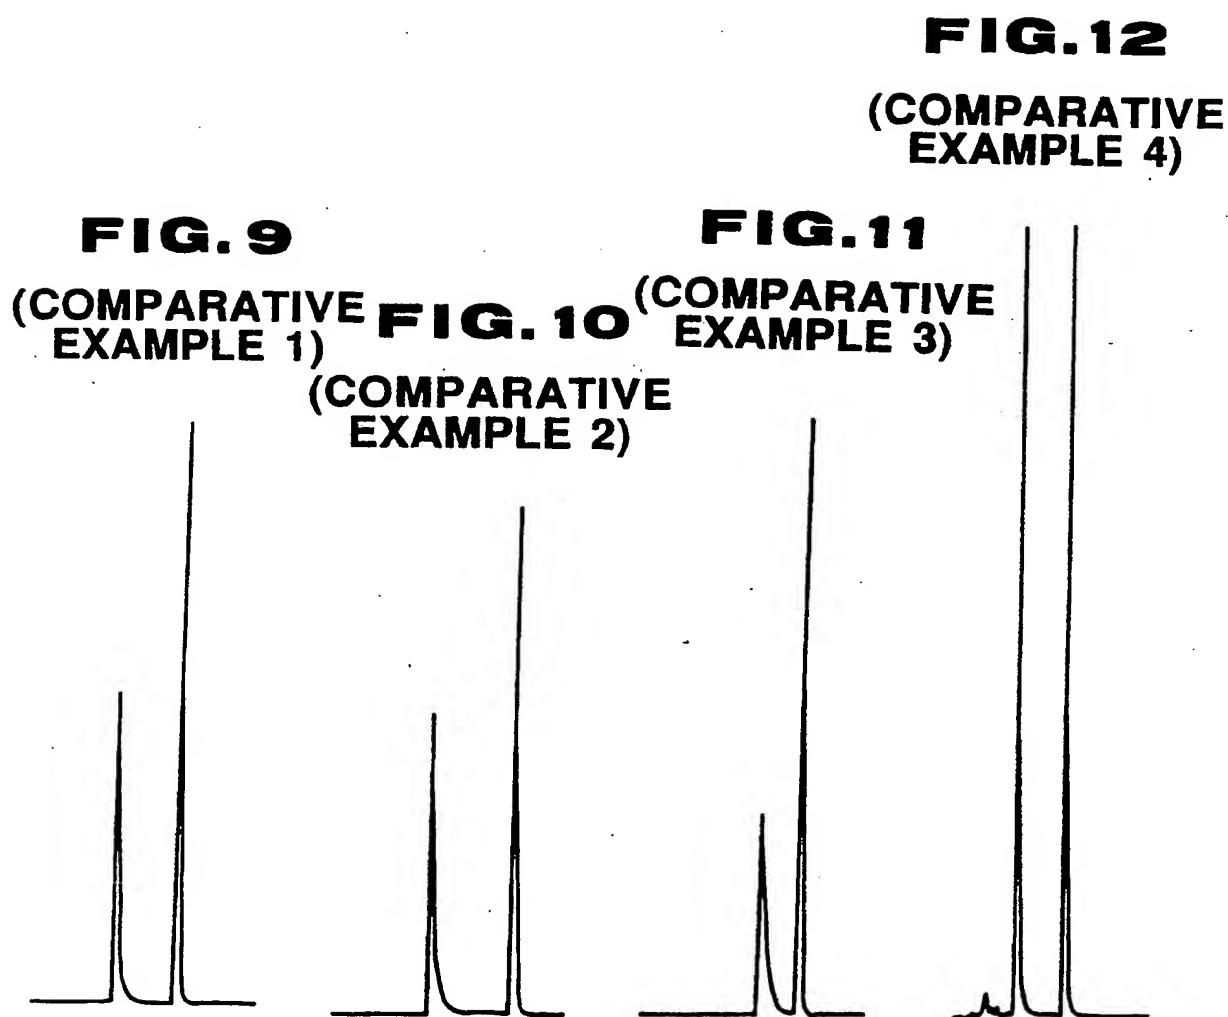 FIG. 9
(COMPARATIVE
EXAMPLE 1)
FIG. 10
(COMPARATIVE
EXAMPLE 2)
FIG.11
(COMPARATIVE
EXAMPLE 3)
FIG.12
(COMPARATIVE
EXAMPLE 4)